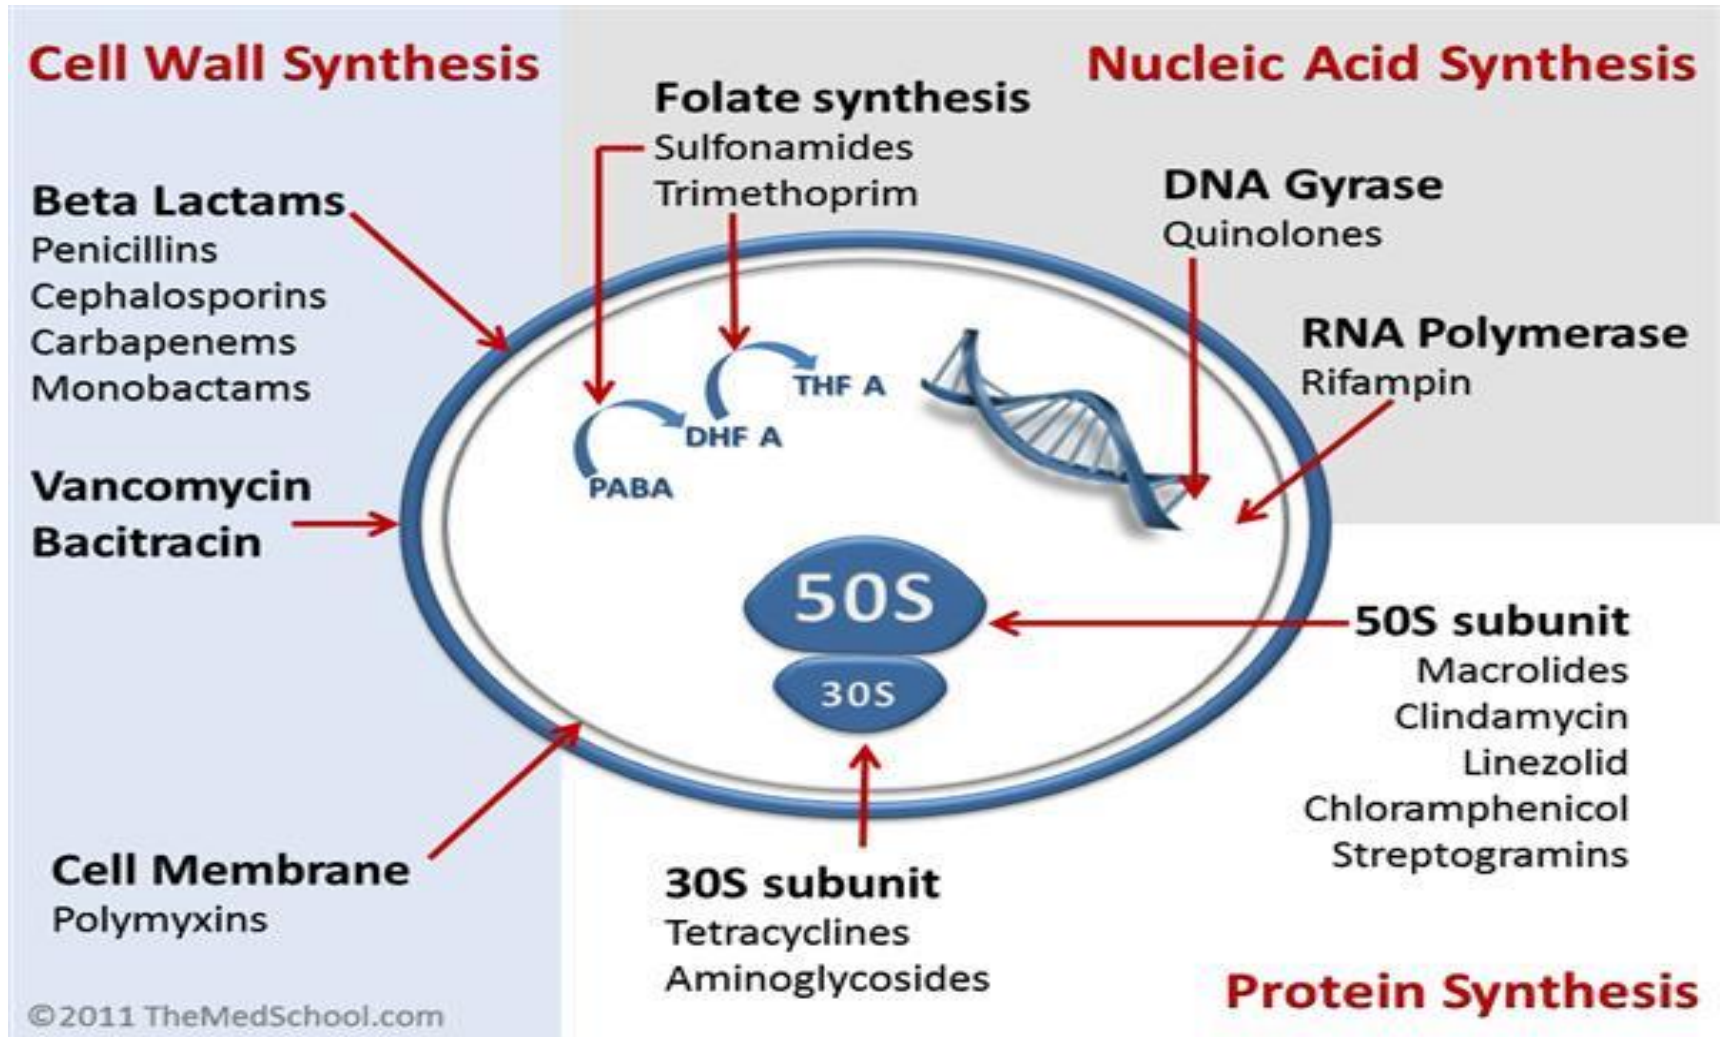 Cell Wall Synthesis
Nucleic Acid Synthesis
Folate synthesis
Sulfonamides
Trimethoprim
DNA Gyrase
Quinolones
Beta Lactams
Penicillins
Cephalosporins
Carbapenems
Monobactams
RNA Polymerase
Rifampin
THF A
DHF A
PABA
Vancomycin
Bacitracin
50S
30S
50S subunit
Macrolides
Clindamycin
Linezolid
Chloramphenicol
Streptogramins
Cell Membrane
Polymyxins
30S subunit
Tetracyclines
Aminoglycosides
Protein Synthesis
©2011 TheMedSchool.com